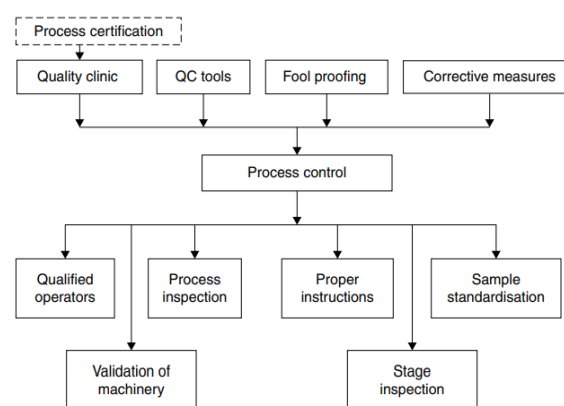 Process certification
Quality clinic
QC tools
Fool proofing
Corrective measures
Process control
Qualified
operators
Process
inspection
Proper
instructions
Sample
standardisation
Validation of
machinery
Stage
inspection